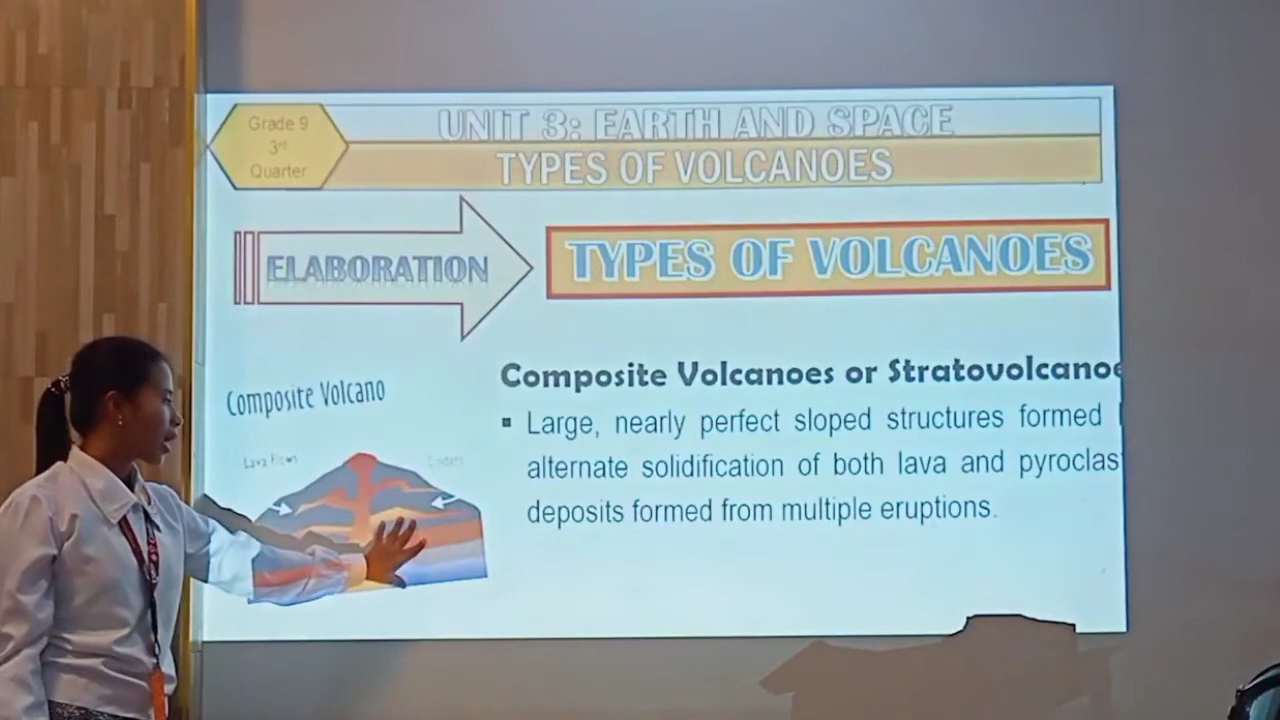 Grade 9
3rd
Quarter
UNIT 3: EARTH AND SPACE
TYPES OF VOLCANOES
ELABORATION
TYPES OF VOLCANOES
Composite Volcano
Lava Flows
Cinders
Composite Volcanoes or Stratovolcanoe
▪ Large, nearly perfect sloped structures formed
alternate solidification of both lava and pyroclas
deposits formed from multiple eruptions.